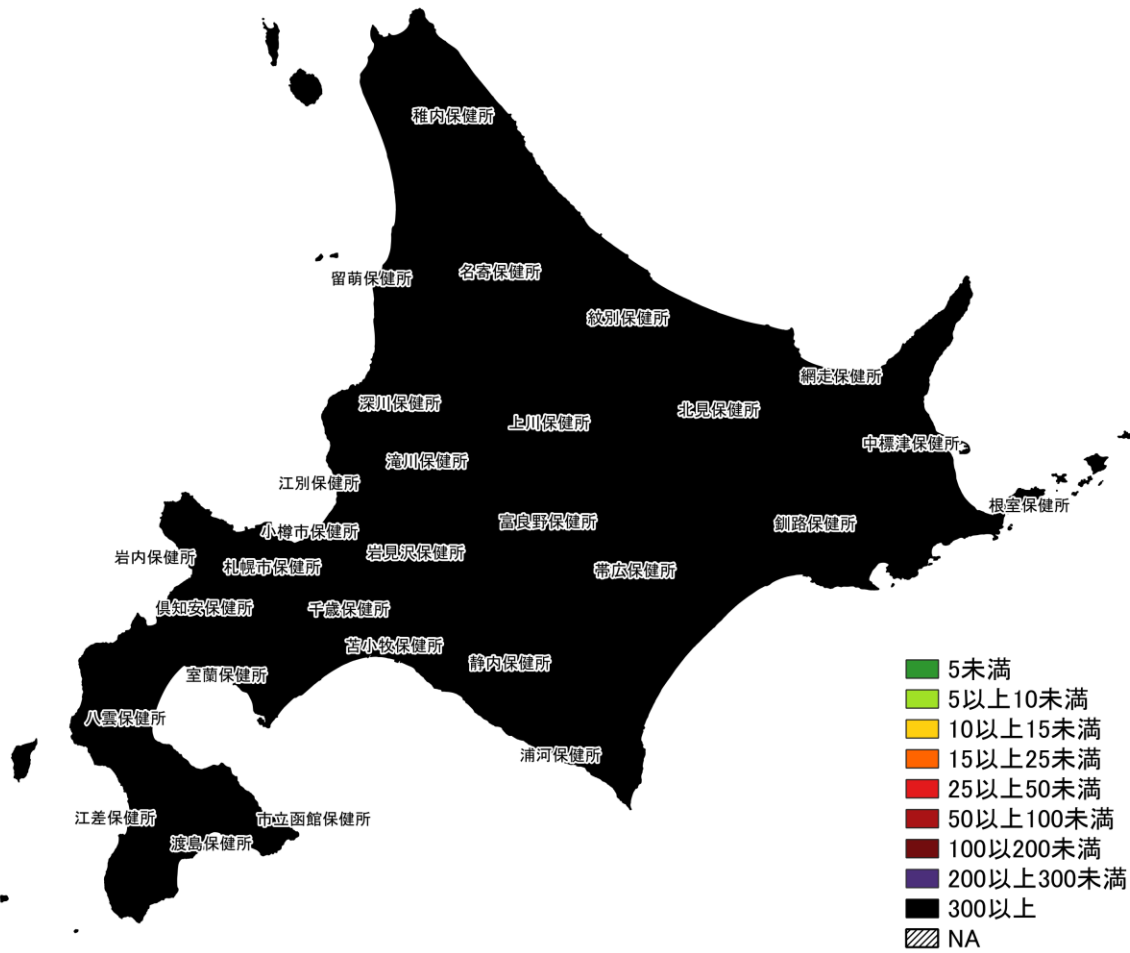 稚内保健所
名寄保健所
留萌保健所
紋別保健所
網走保健所
深川保健所
北見保健所
上川保健所
中標津保健所
滝川保健所
江別保健所
根室保健所
富良野保健所
釧路保健所
小樽市保健所
岩見沢保健所
岩内保健所
札幌市保健所
帯広保健所
倶知安保健所
千歳保健所
苫小牧保健所
静内保健所
室蘭保健所
八雲保健所
浦河保健所
江差保健所
市立函館保健所
渡島保健所
5未満
5以上10未満
10以上15未満
15以上25未満
25以上50未満
50以上100未満
100以200未満
200以上300未満
300以上
NA